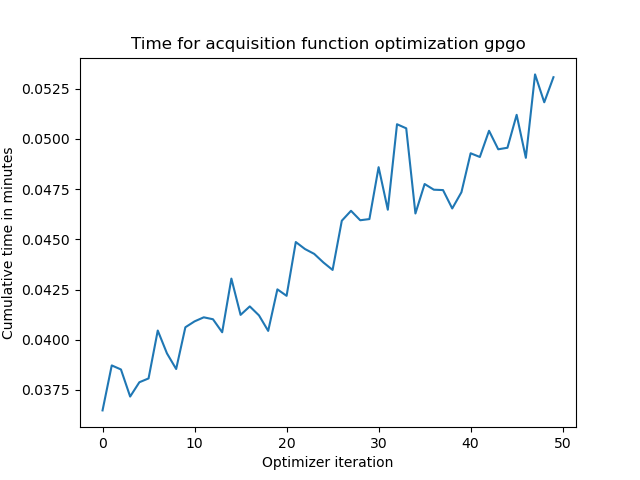 Time for acquisition function optimization gpgo
Cumulative time in minutes
0.0525
0.0500
0.0475
0.0450
0.0425
0.0400
0.0375
0 10 20 30 40 50
Optimizer iteration